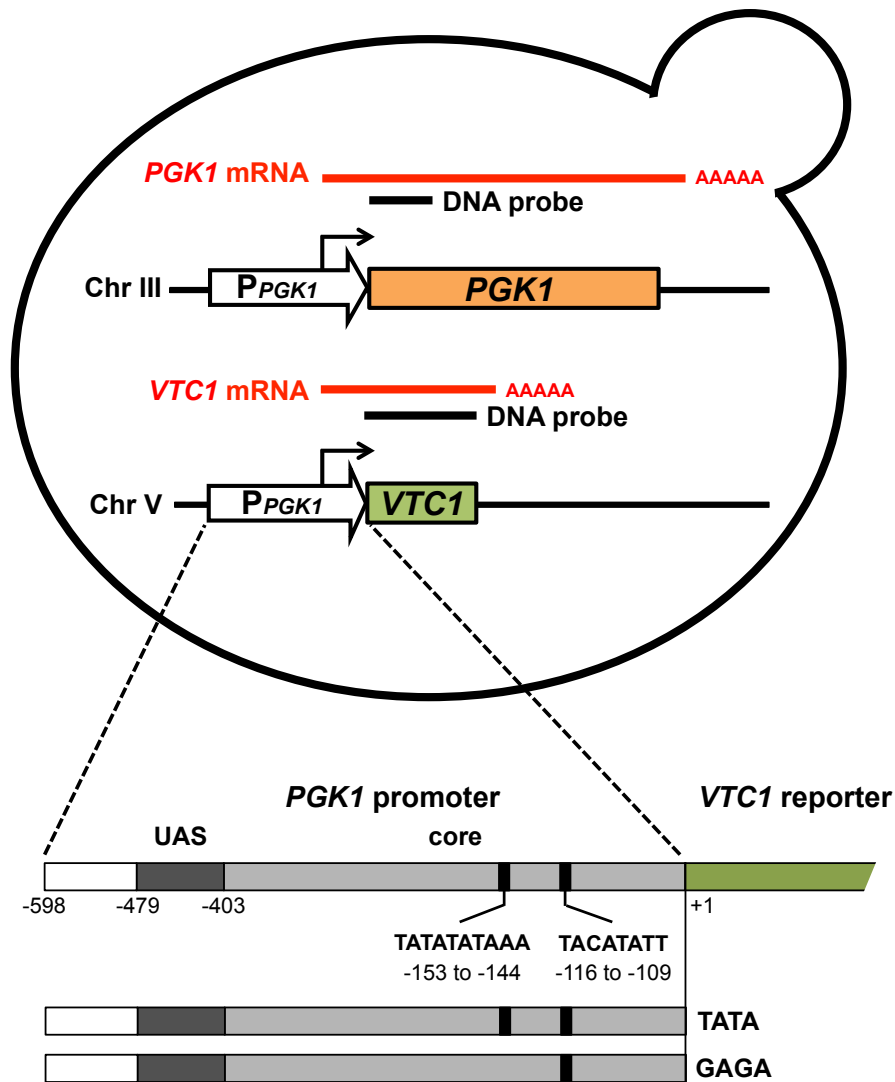 PGK1 mRNA AAAAA
DNA probe
Chr III PPGK1 PGK1
VTC1 mRNA AAAAA
DNA probe
Chr V PPGK1 VTC1
PGK1 promoter VTC1 reporter
UAS core
-598 -479 -403 +1
TATATATAAA TACATATT
-153 to -144 -116 to -109
TATA
GAGA